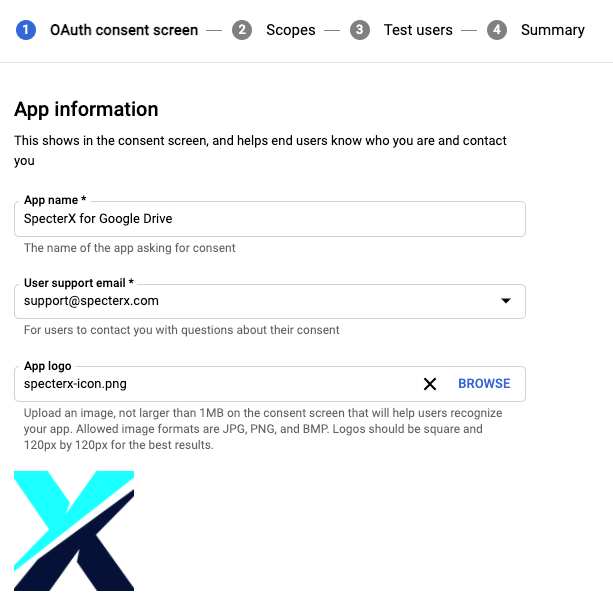 1 OAuth consent screen — 2 Scopes — 3 Test users — 4 Summary
App information
This shows in the consent screen, and helps end users know who you are and contact
you
App name *
SpecterX for Google Drive
The name of the app asking for consent
User support email *
support@specterx.com
For users to contact you with questions about their consent
App logo
specterx-icon.png BROWSE
Upload an image, not larger than 1MB on the consent screen that will help users recognize
your app. Allowed image formats are JPG, PNG, and BMP. Logos should be square and
120px by 120px for the best results.